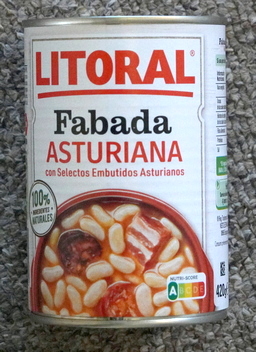 LITORAL®
Fabada
ASTURIANA
con Selectos Embutidos Asturianos
100%
INGREDIENTES
NATURALES
NUTRI-SCORE
A B C D E
420g